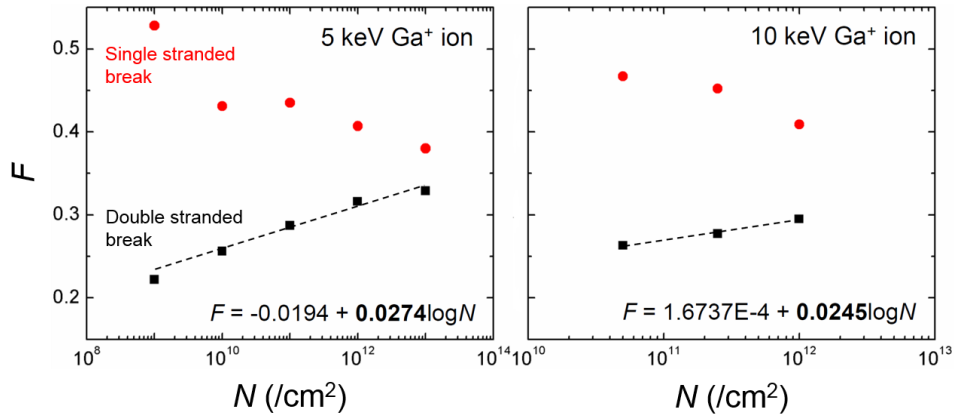 5 keV Ga⁺ ion
10 keV Ga⁺ ion
Single stranded
break
Double stranded
break
F
0.5
0.4
0.3
0.2
F = -0.0194 + 0.0274logN
F = 1.6737E-4 + 0.0245logN
10⁸ 10¹⁰ 10¹² 10¹⁴
10¹⁰ 10¹¹ 10¹² 10¹³
N (/cm²)
N (/cm²)